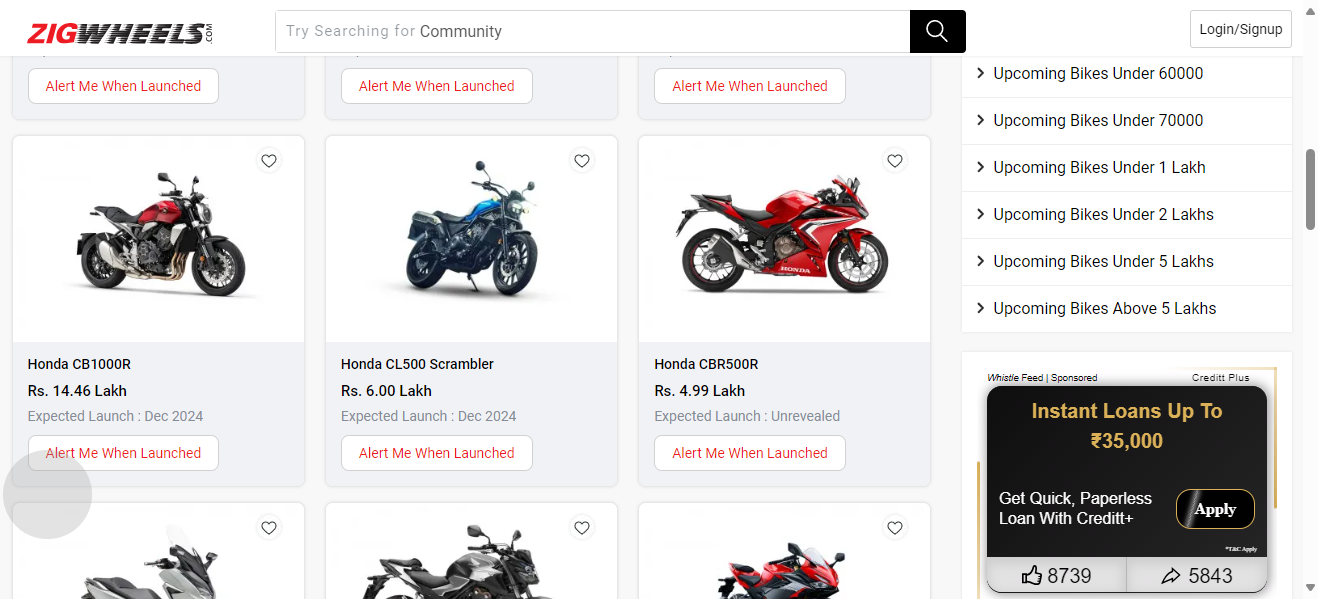 ZIGWHEELS.COM
Try Searching for Community
Login/Signup
Alert Me When Launched
Alert Me When Launched
Alert Me When Launched
HONDA
Honda CB1000R
Rs. 14.46 Lakh
Expected Launch : Dec 2024
Alert Me When Launched
Honda CL500 Scrambler
Rs. 6.00 Lakh
Expected Launch : Dec 2024
Alert Me When Launched
Honda CBR500R
Rs. 4.99 Lakh
Expected Launch : Unrevealed
Alert Me When Launched
Upcoming Bikes Under 60000
Upcoming Bikes Under 70000
Upcoming Bikes Under 1 Lakh
Upcoming Bikes Under 2 Lakhs
Upcoming Bikes Under 5 Lakhs
Upcoming Bikes Above 5 Lakhs
Whistle Feed | Sponsored
Creditt Plus
Instant Loans Up To
₹35,000
Get Quick, Paperless
Loan With Creditt+
Apply
*T&C Apply
8739
5843